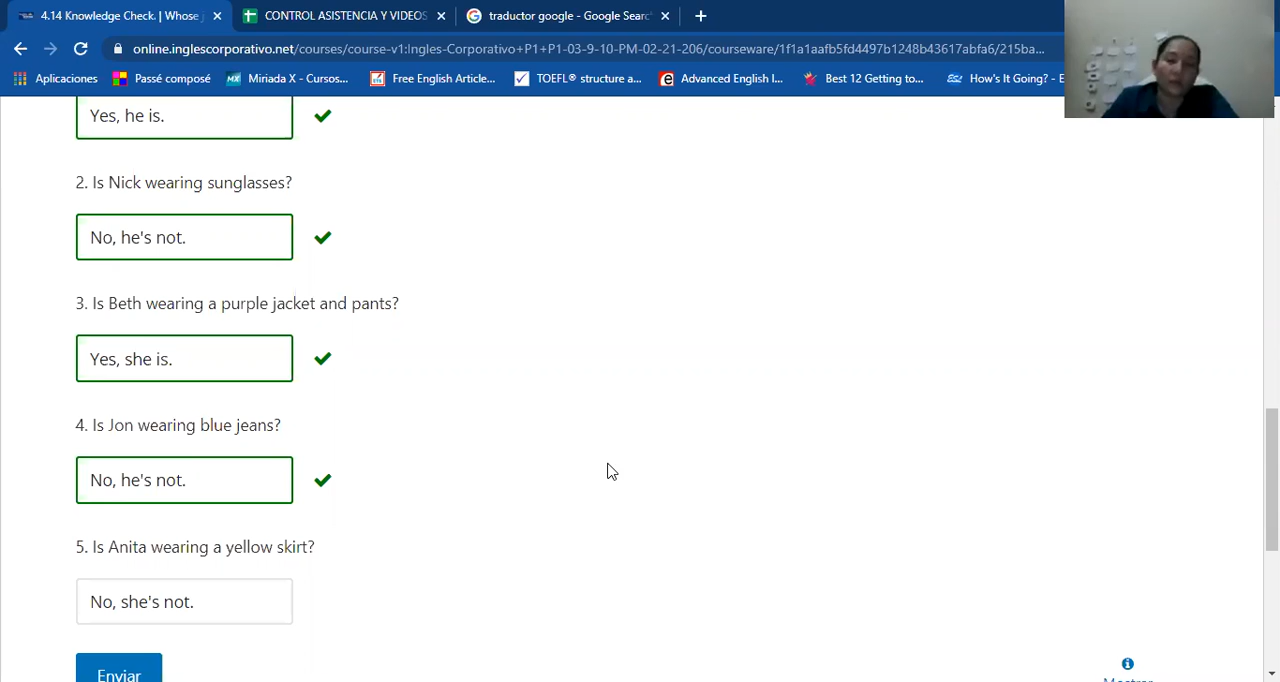 4.14 Knowledge Check. | Whose j
CONTROL ASISTENCIA Y VIDEOS
traductor google - Google Searc
online.inglescorporativo.net/courses/course-v1:Ingles-Corporativo+P1+P1-03-9-10-PM-02-21-206/courseware/1f1a1aafb5fd4497b1248b43617abfa6/215ba...
Aplicaciones
Passé composé
Miriada X - Cursos...
Free English Article...
TOEFL® structure a...
Advanced English l...
Best 12 Getting to...
How's It Going? - E
Yes, he is.
2. Is Nick wearing sunglasses?
No, he's not.
3. Is Beth wearing a purple jacket and pants?
Yes, she is.
4. Is Jon wearing blue jeans?
No, he's not.
5. Is Anita wearing a yellow skirt?
No, she's not.
Enviar
Mostrar